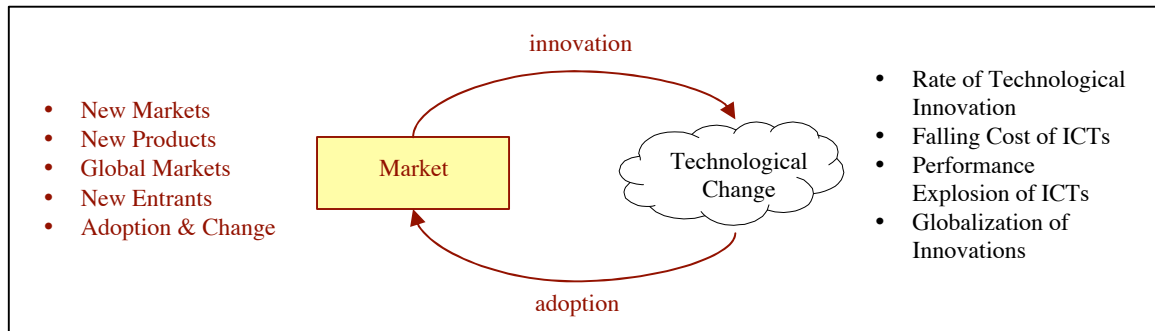 innovation
• New Markets
• New Products
• Global Markets
• New Entrants
• Adoption & Change
Market
Technological
Change
• Rate of Technological
Innovation
• Falling Cost of ICTs
• Performance
Explosion of ICTs
• Globalization of
Innovations
adoption